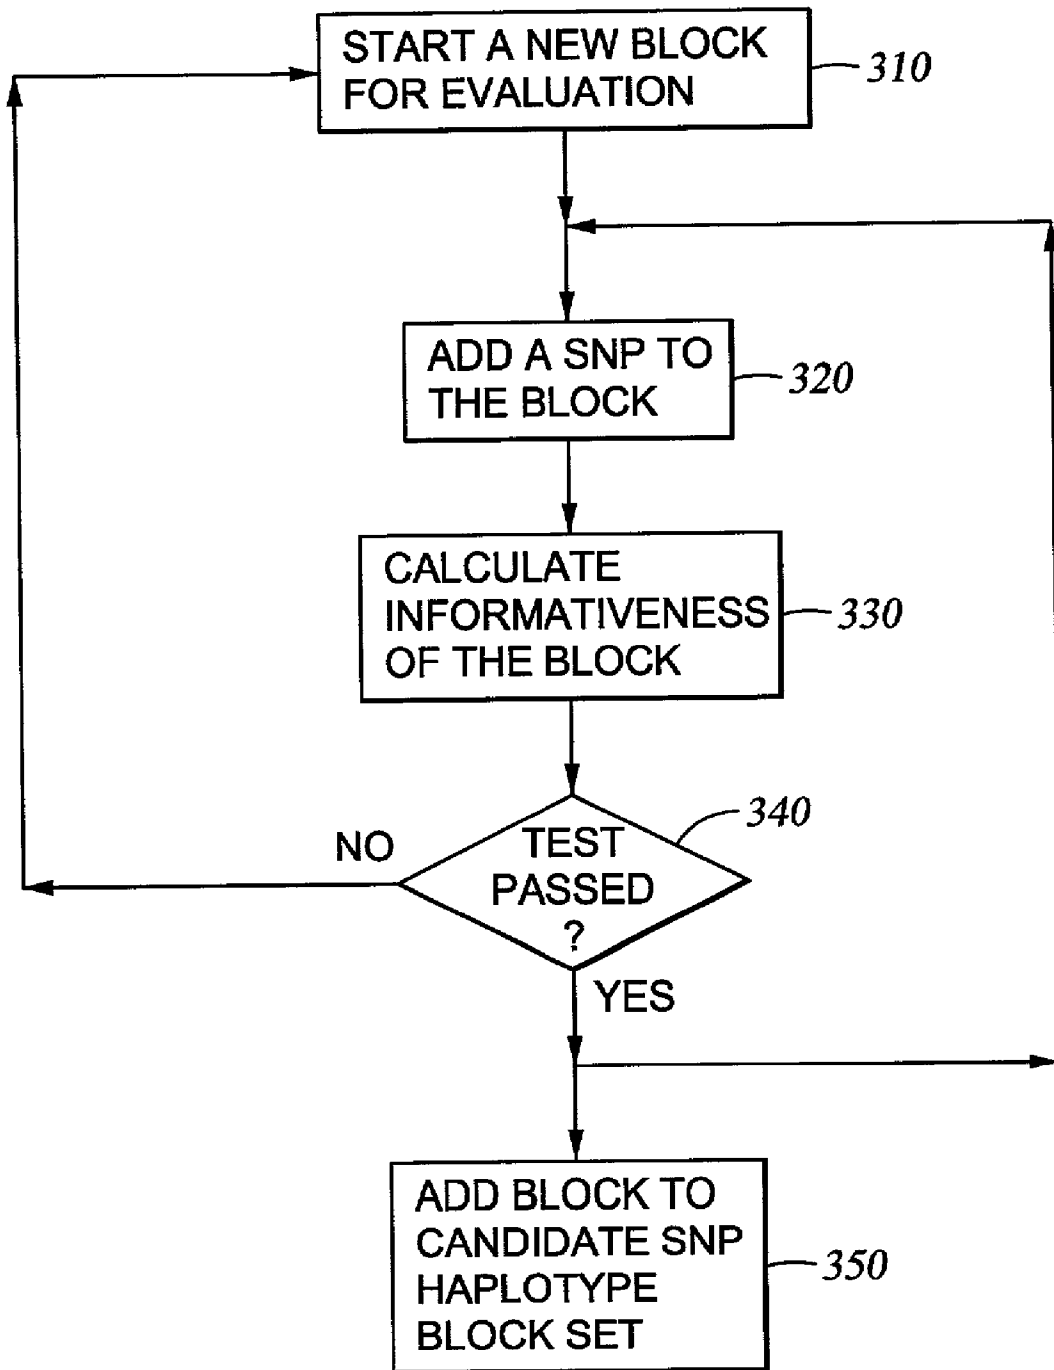 START A NEW BLOCK
FOR EVALUATION
310
ADD A SNP TO
THE BLOCK
320
CALCULATE
INFORMATIVENESS
OF THE BLOCK
330
340
NO
TEST
PASSED
?
YES
ADD BLOCK TO
CANDIDATE SNP
HAPLOTYPE
BLOCK SET
350